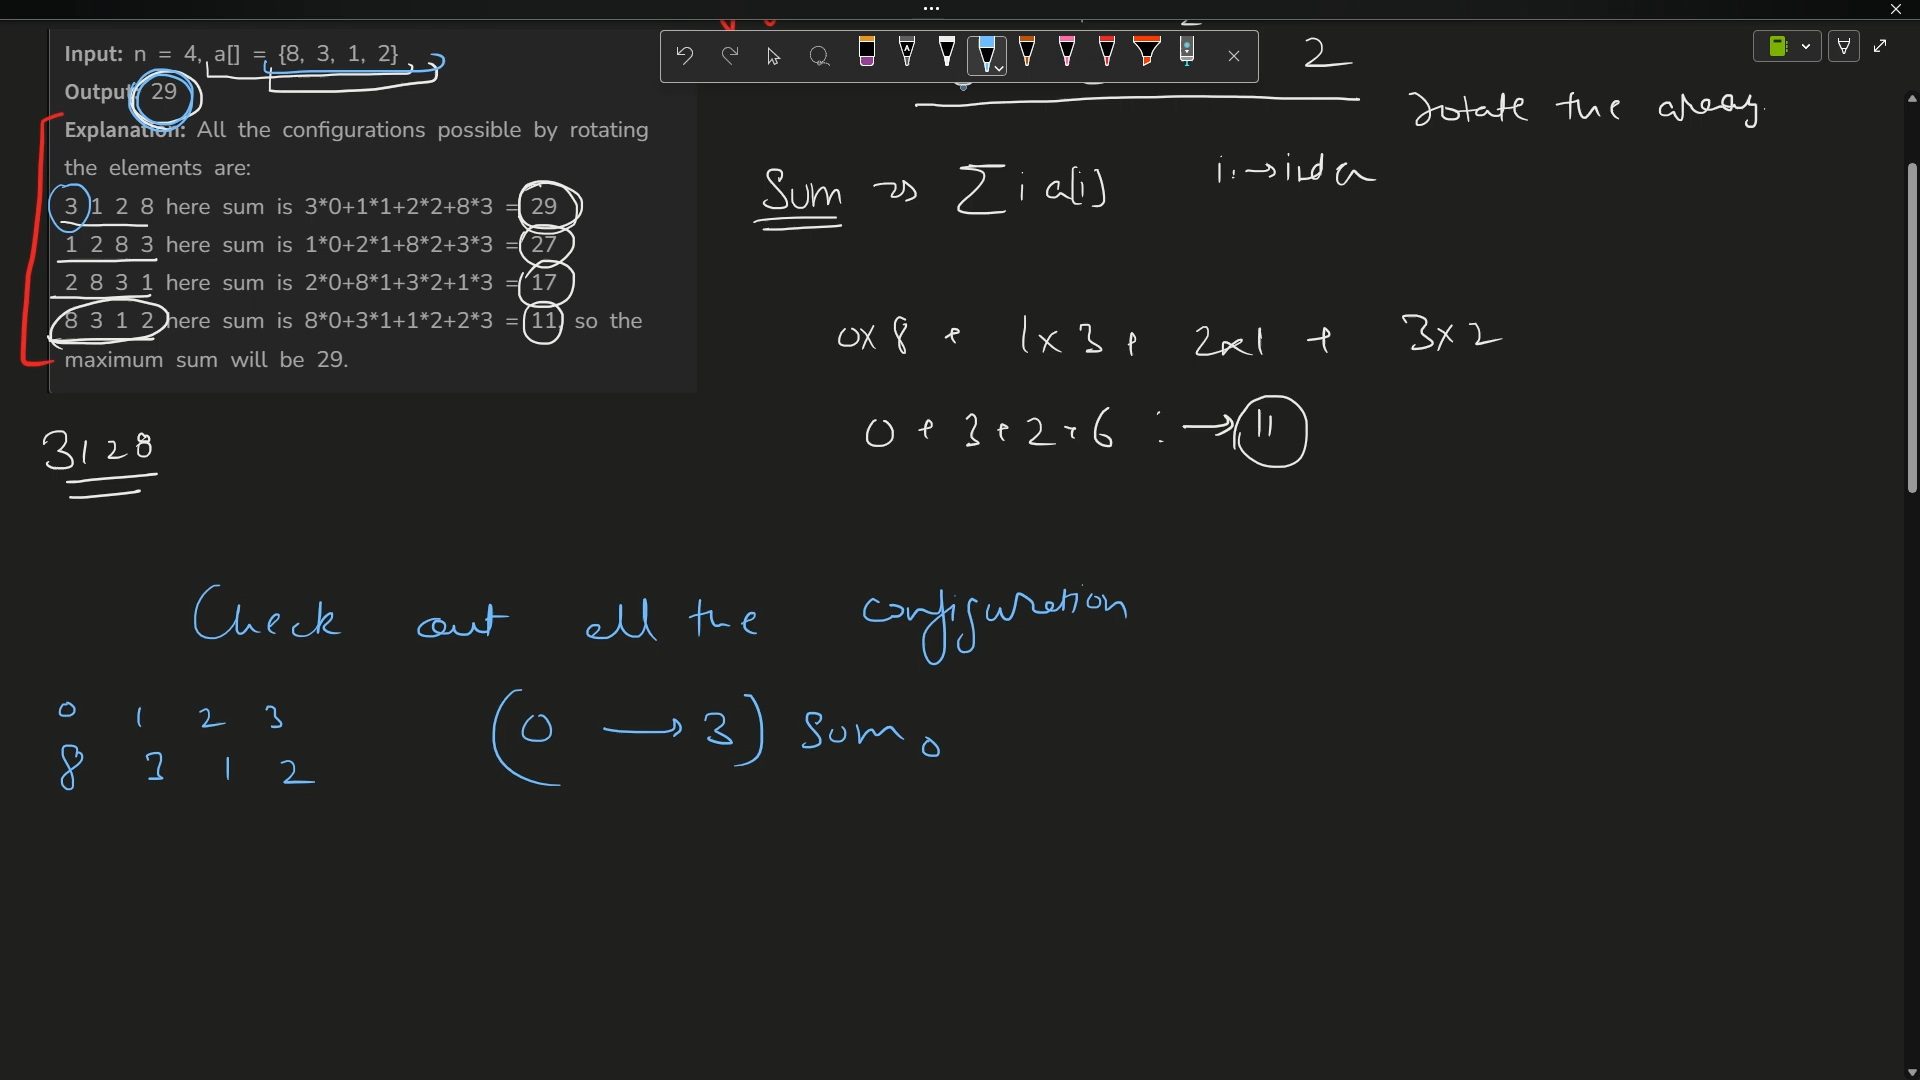 Input: n = 4, a[] = {8, 3, 1, 2}
Output: 29
Explanation: All the configurations possible by rotating
the elements are:
3 1 2 8 here sum is 3*0+1*1+2*2+8*3 = 29
1 2 8 3 here sum is 1*0+2*1+8*2+3*3 = 27
2 8 3 1 here sum is 2*0+8*1+3*2+1*3 = 17
8 3 1 2 here sum is 8*0+3*1+1*2+2*3 = 11, so the
maximum sum will be 29.
3 1 2 8
2
rotate the array.
Sum => ∑ i a[i]
0x8 + 1x3 + 2x1 + 3x2
0 + 3 + 2 + 6 : → 11
Check out all the configuration
0 1 2 3
8 3 1 2
(0 → 3) Sum0